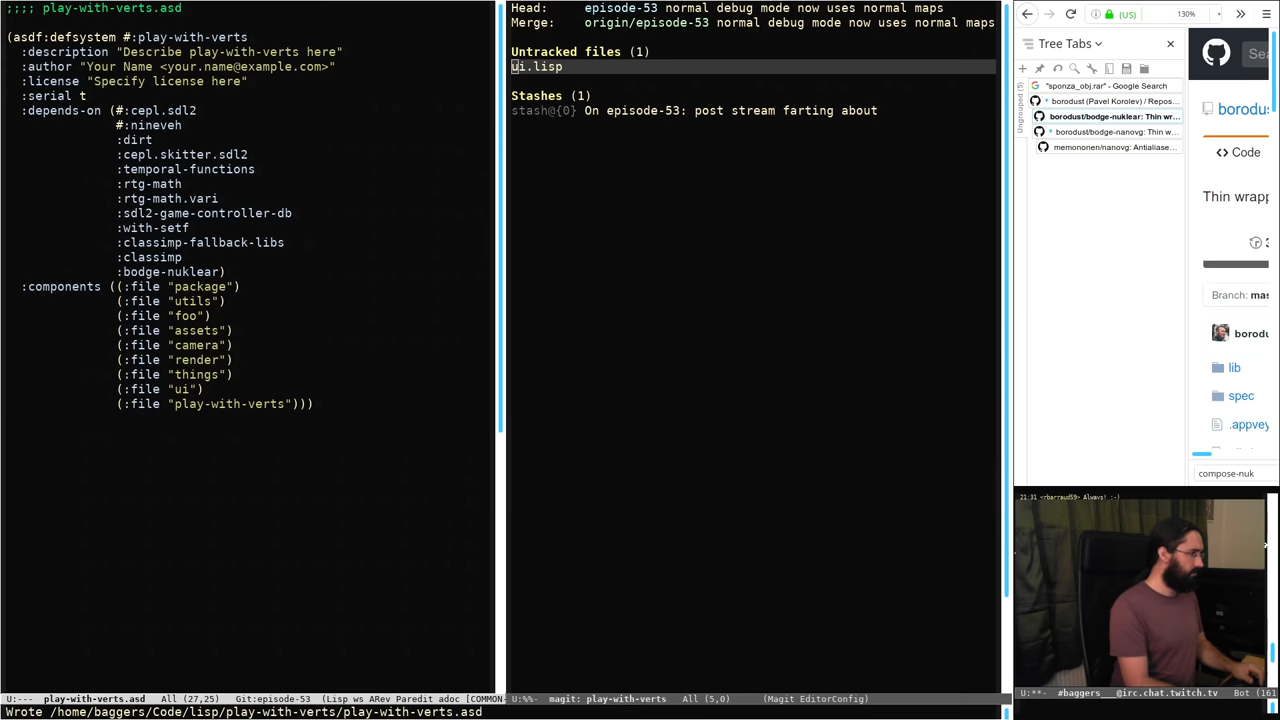 ;;;; play-with-verts.asd
(asdf:defsystem #:play-with-verts
:description "Describe play-with-verts here"
:author "Your Name <your.name@example.com>"
:license "Specify license here"
:serial t
:depends-on (#:cepl.sdl2
#:nineveh
:dirt
:cepl.skitter.sdl2
:temporal-functions
:rtg-math
:rtg-math.vari
:sdl2-game-controller-db
:with-setf
:classimp-fallback-libs
:classimp
:bodge-nuklear)
:components ((:file "package")
(:file "utils")
(:file "foo")
(:file "assets")
(:file "camera")
(:file "render")
(:file "things")
(:file "ui")
(:file "play-with-verts")))
U:--- play-with-verts.asd All (27,25) Git:episode-53 (Lisp ws ARev Paredit adoc [COMMON
Wrote /home/baggers/Code/lisp/play-with-verts/play-with-verts.asd
Head: episode-53 normal debug mode now uses normal maps
Merge: origin/episode-53 normal debug mode now uses normal maps
Untracked files (1)
ui.lisp
Stashes (1)
stash@{0} On episode-53: post stream farting about
U:%%- magit: play-with-verts All (5,0) (Magit EditorConfig)
(US) 130%
Tree Tabs
Ungrouped (5)
"sponza_obj.rar" - Google Search
borodust (Pavel Korolev) / Repos...
borodust/bodge-nuklear: Thin wr...
borodust/bodge-nanovg: Thin w...
memononen/nanovg: Antialiase...
Sea
borodus
Code
Thin wrapp
Branch: mas
borodu
lib
spec
.appvey
compose-nuk
21:31 <rbarraud59> Always! :-)
U:**- #baggers___@irc.chat.twitch.tv Bot (161